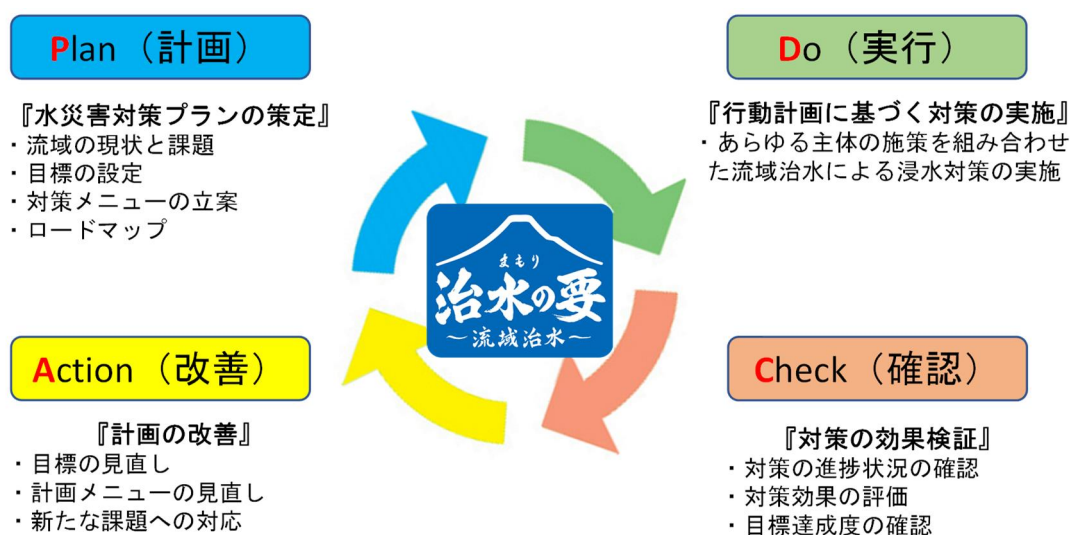 Plan（計画）
『水災害対策プランの策定』
・流域の現状と課題
・目標の設定
・対策メニューの立案
・ロードマップ
Do（実行）
『行動計画に基づく対策の実施』
・あらゆる主体の施策を組み合わせ
た流域治水による浸水対策の実施
まもり
治水の要
～流域治水～
Action（改善）
『計画の改善』
・目標の見直し
・計画メニューの見直し
・新たな課題への対応
Check（確認）
『対策の効果検証』
・対策の進捗状況の確認
・対策効果の評価
・目標達成度の確認